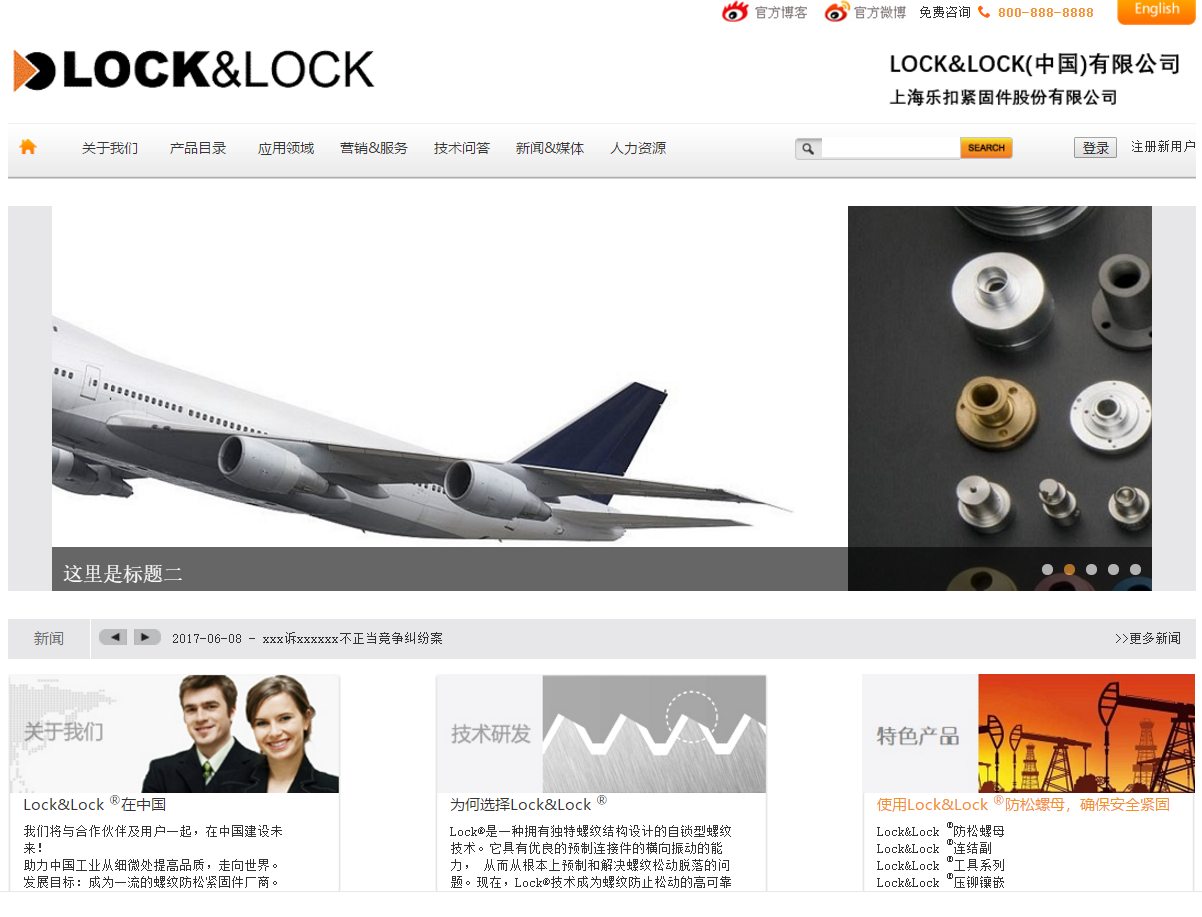 官方博客 官方微博 免费咨询 800-888-8888 English
LOCK&LOCK
LOCK&LOCK(中国)有限公司
上海乐扣紧固件股份有限公司
关于我们 产品目录 应用领域 营销&服务 技术问答 新闻&媒体 人力资源 SEARCH 登录 注册新用户
这里是标题二
新闻 2017-06-08 - xxx诉xxxxxx不正当竞争纠纷案 >>更多新闻
关于我们
Lock&Lock ®在中国
我们将与合作伙伴及用户一起，在中国建设未
来！
助力中国工业从细微处提高品质，走向世界。
发展目标：成为一流的螺纹防松紧固件厂商。
技术研发
为何选择Lock&Lock ®
Lock®是一种拥有独特螺纹结构设计的自锁型螺纹
技术。它具有优良的预制连接件的横向振动的能
力， 从而从根本上预制和解决螺纹松动脱落的问
题。现在，Lock®技术成为螺纹防止松动的高可靠
特色产品
使用Lock&Lock ®防松螺母，确保安全紧固
Lock&Lock ®防松螺母
Lock&Lock ®连结副
Lock&Lock ®工具系列
Lock&Lock ®压铆镶嵌